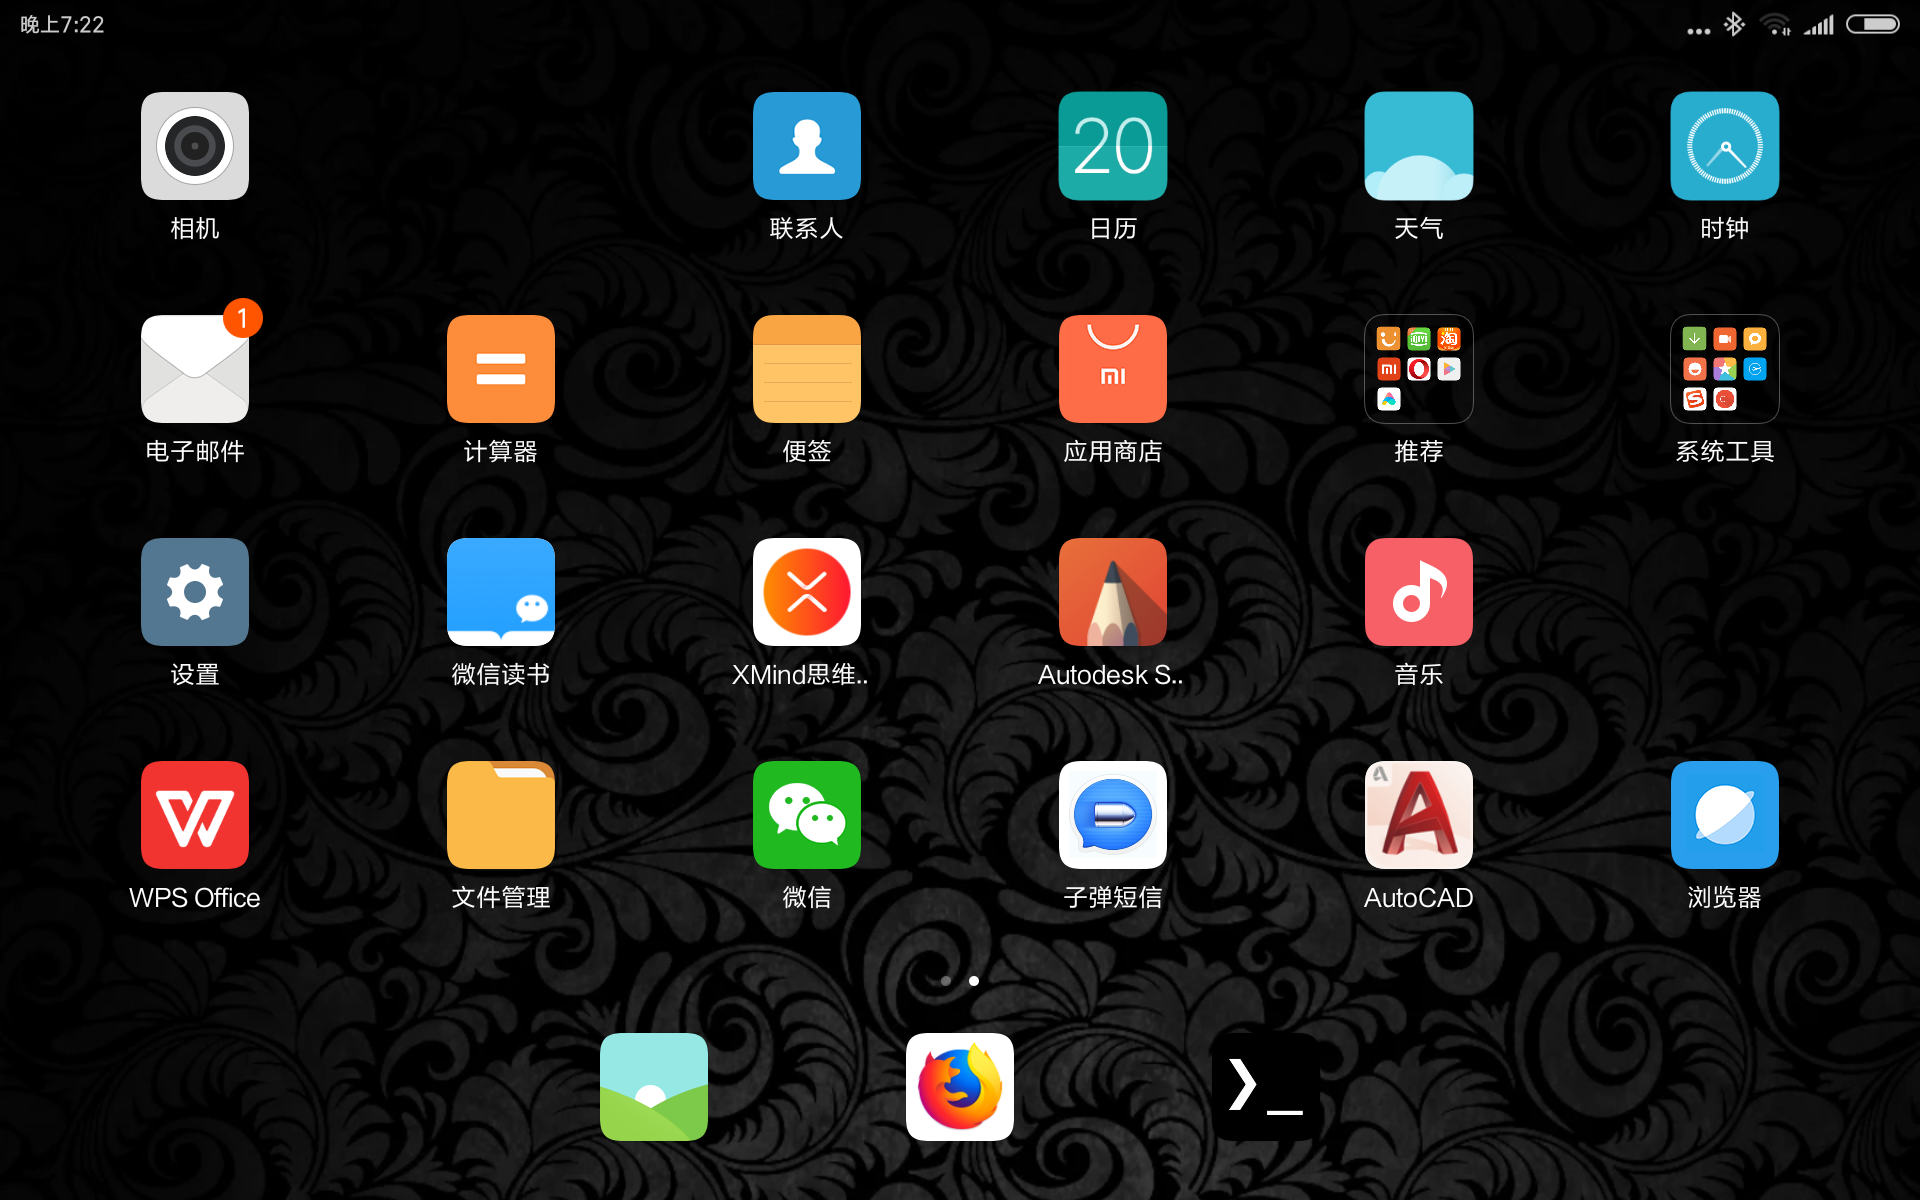 晚上7:22
20
相机
联系人
日历
天气
时钟
1
mi
淘
mi
电子邮件
计算器
便签
应用商店
推荐
系统工具
设置
微信读书
XMind思维..
Autodesk S..
音乐
WPS Office
文件管理
微信
子弹短信
AutoCAD
浏览器